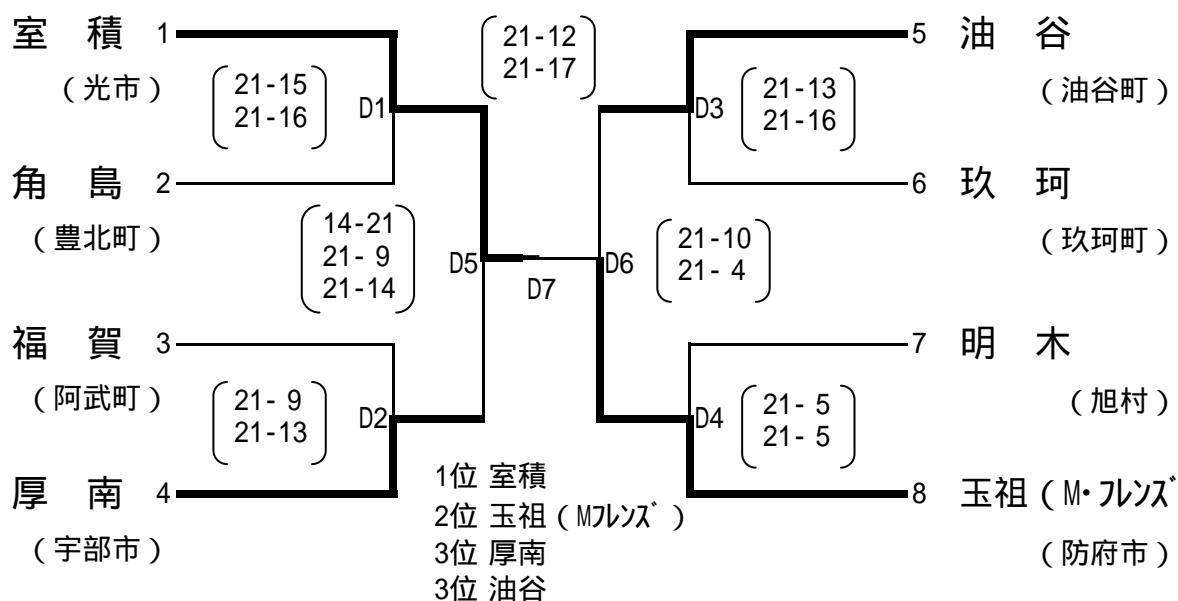 室 積 1
（光市）
21-15
21-16
D1
角 島 2
（豊北町）
14-21
21- 9
21-14
D5
福 賀 3
（阿武町）
21- 9
21-13
D2
厚 南 4
（宇部市）
21-12
21-17
D7
5 油 谷
（油谷町）
D3
21-13
21-16
6 玖 珂
（玖珂町）
D6
21-10
21- 4
7 明 木
（旭村）
D4
21- 5
21- 5
8 玉祖（M・ﾌﾚﾝｽﾞ
（防府市）
1位 室積
2位 玉祖（Mﾌﾚﾝｽﾞ）
3位 厚南
3位 油谷